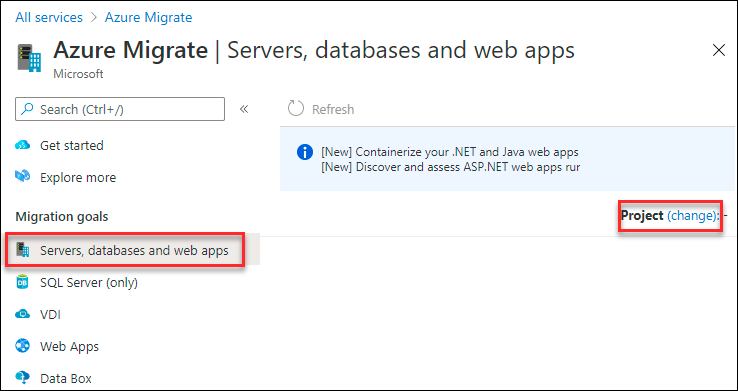 All services > Azure Migrate
Azure Migrate | Servers, databases and web apps
Microsoft
Search (Ctrl+/)
«
Refresh
Get started
Explore more
[New] Containerize your .NET and Java web apps
[New] Discover and assess ASP.NET web apps rur
Project (change): -
Migration goals
Servers, databases and web apps
SQL Server (only)
VDI
Web Apps
Data Box